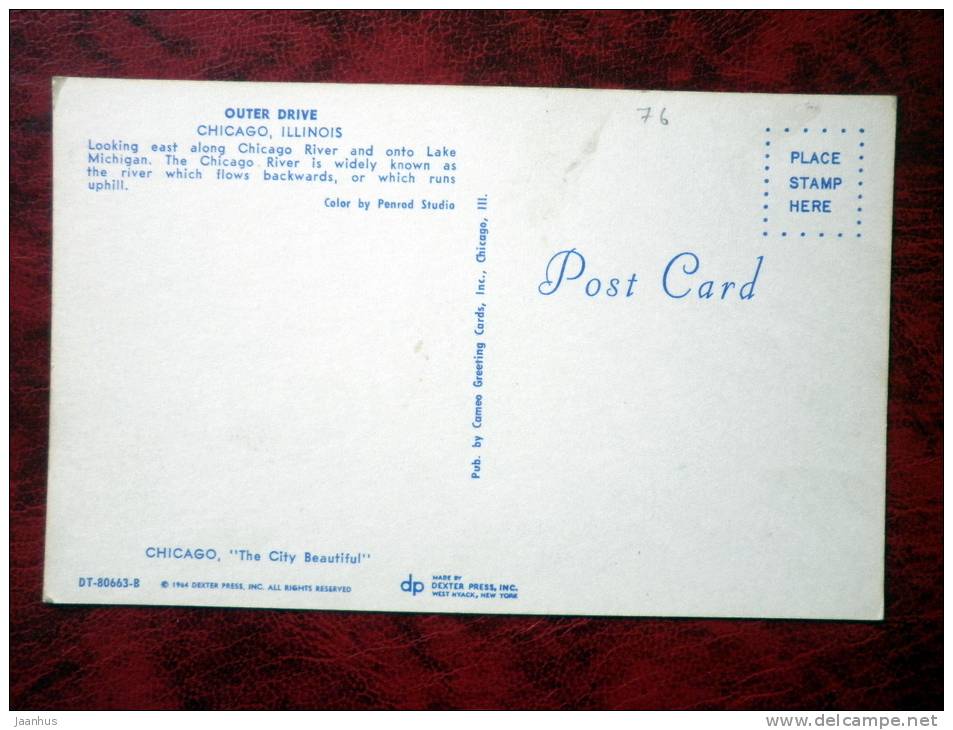 OUTER DRIVE
CHICAGO, ILLINOIS
Looking east along Chicago River and onto Lake
Michigan. The Chicago River is widely known as
the river which flows backwards, or which runs
uphill.
Color by Penrod Studio
CHICAGO, "The City Beautiful"
DT-80663-B
© 1964 DEXTER PRESS, INC. ALL RIGHTS RESERVED
dp
MADE BY
DEXTER PRESS, INC.
WEST NYACK, NEW YORK
Pub. by Cameo Greeting Cards, Inc., Chicago, Ill.
76
PLACE
STAMP
HERE
Post Card
Jaanhus
www.delcampe.net